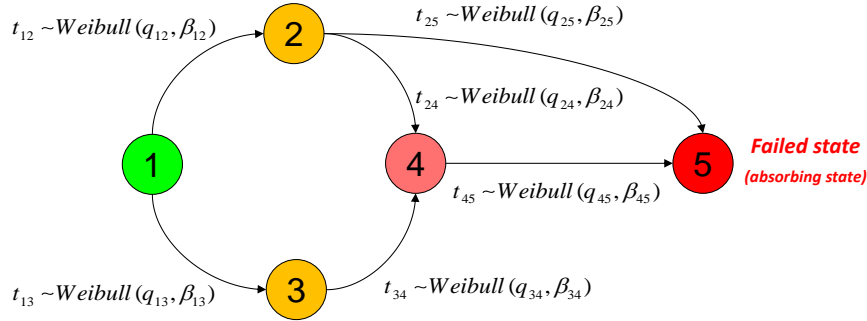 t₂₅ ~Weibull(q₂₅, β₂₅)
t₁₂ ~Weibull(q₁₂, β₁₂)
2
t₂₄ ~Weibull(q₂₄, β₂₄)
1
4
5
Failed state
(absorbing state)
t₄₅ ~Weibull(q₄₅, β₄₅)
t₁₃ ~Weibull(q₁₃, β₁₃)
3
t₃₄ ~Weibull(q₃₄, β₃₄)